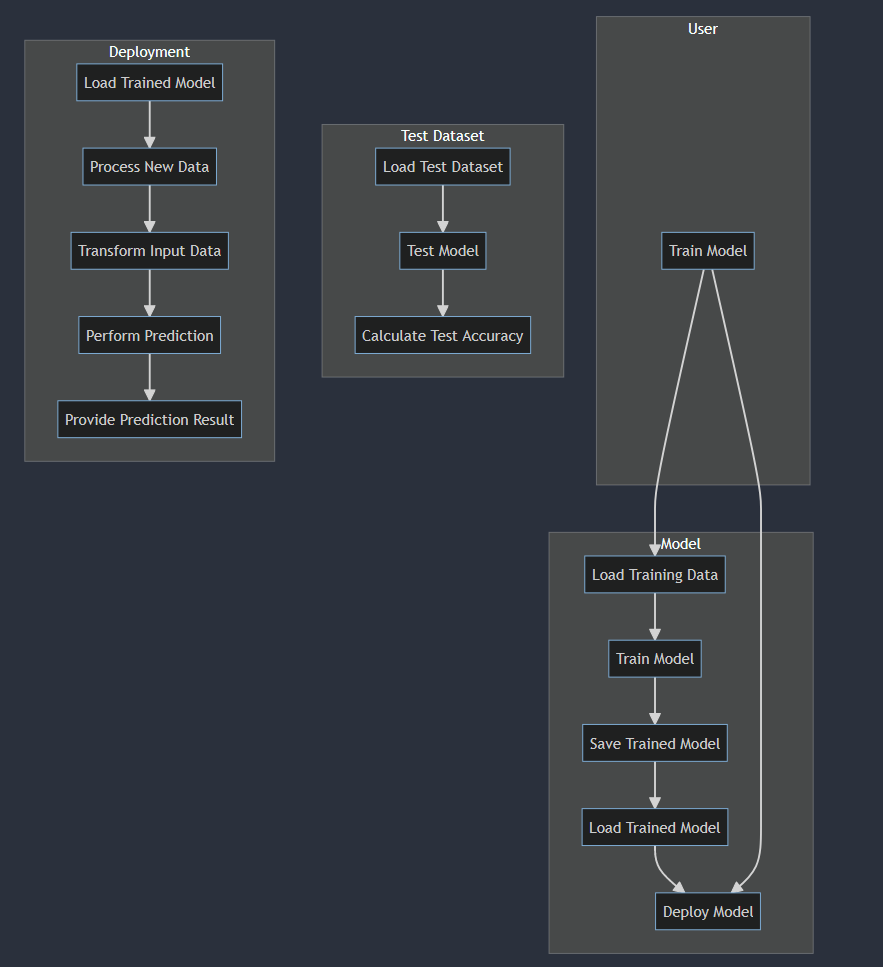 Deployment
Load Trained Model
Process New Data
Transform Input Data
Perform Prediction
Provide Prediction Result
Test Dataset
Load Test Dataset
Test Model
Calculate Test Accuracy
User
Train Model
Model
Load Training Data
Train Model
Save Trained Model
Load Trained Model
Deploy Model